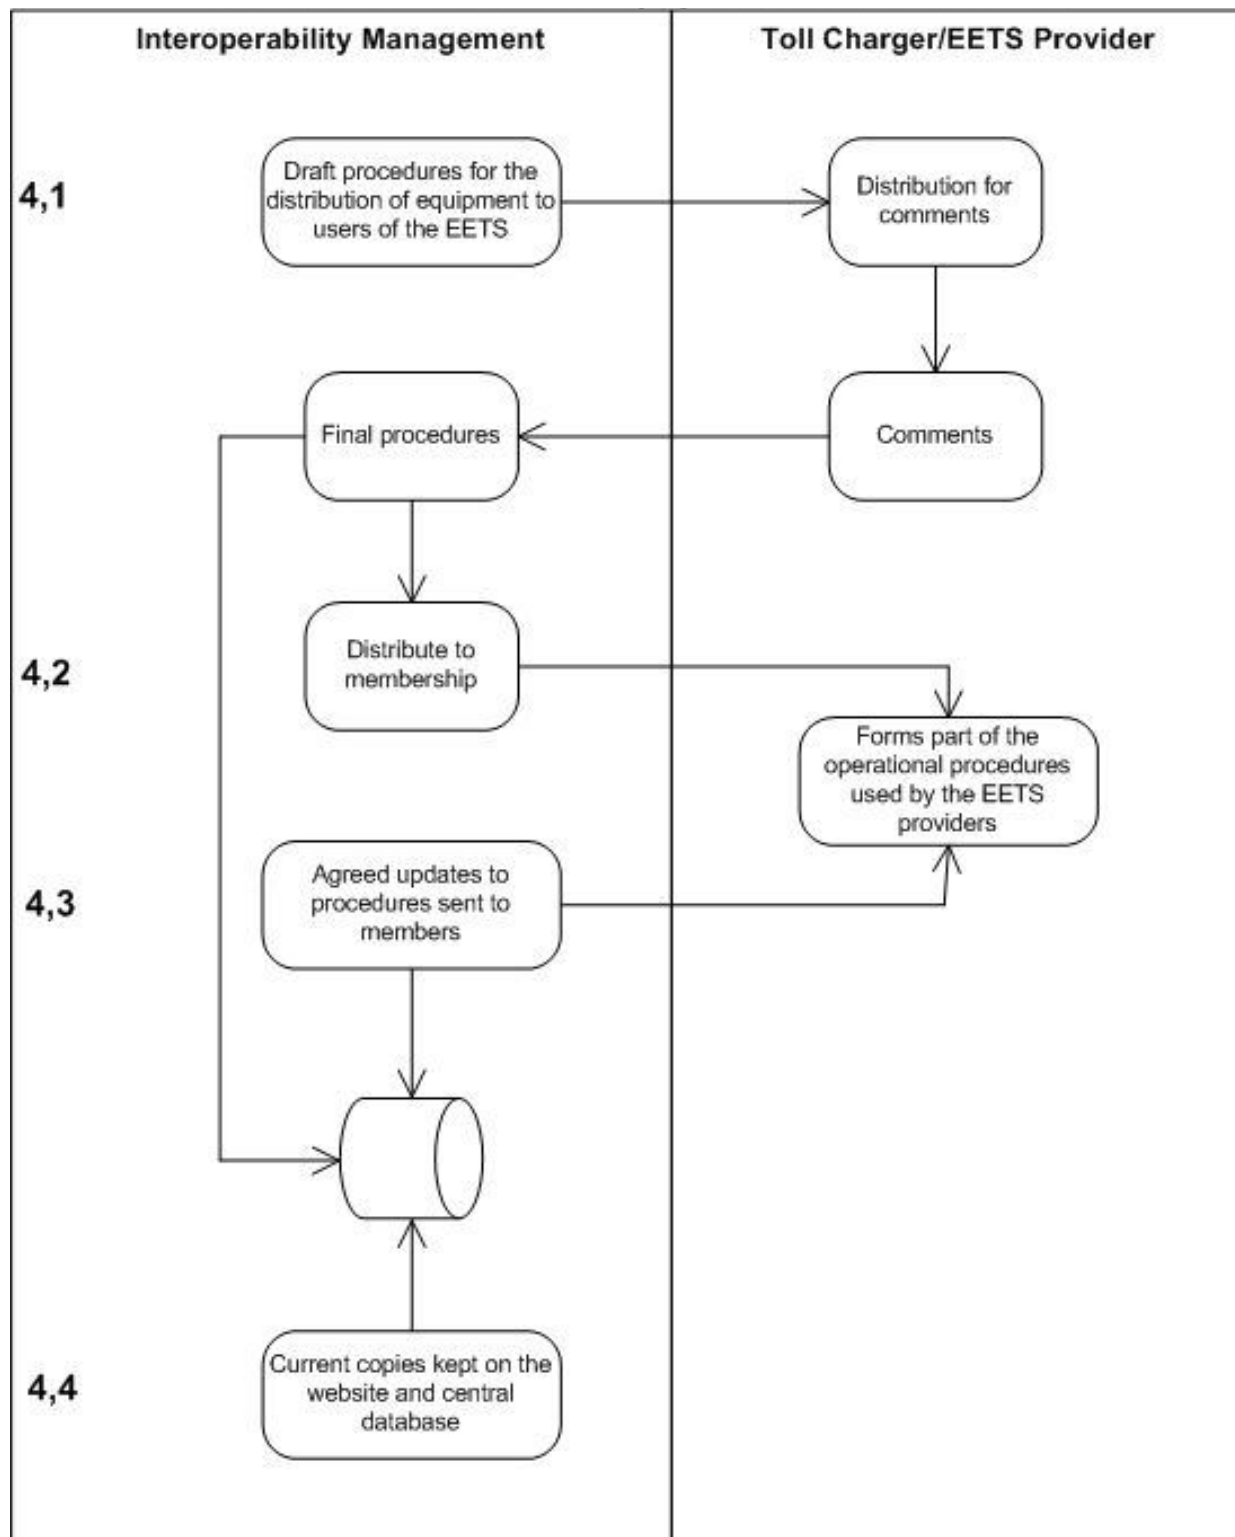 Interoperability Management
Toll Charger/EETS Provider
4,1
Draft procedures for the
distribution of equipment to
users of the EETS
Distribution for
comments
Final procedures
Comments
4,2
Distribute to
membership
Forms part of the
operational procedures
used by the EETS
providers
4,3
Agreed updates to
procedures sent to
members
4,4
Current copies kept on the
website and central
database